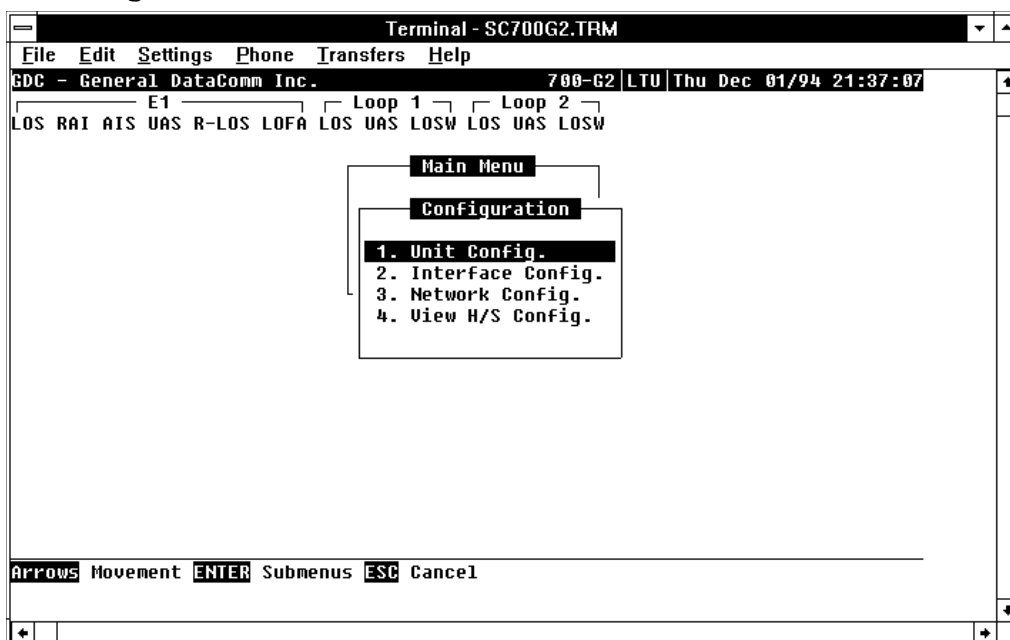 Terminal - SC700G2.TRM
File Edit Settings Phone Transfers Help
GDC - General DataComm Inc. 700-G2 LTU Thu Dec 01/94 21:37:07
E1 Loop 1 Loop 2
LOS RAI AIS UAS R-LOS LOFA LOS UAS LOSW LOS UAS LOSW
Main Menu
Configuration
1. Unit Config.
2. Interface Config.
3. Network Config.
4. View H/S Config.
Arrows Movement ENTER Submenus ESC Cancel